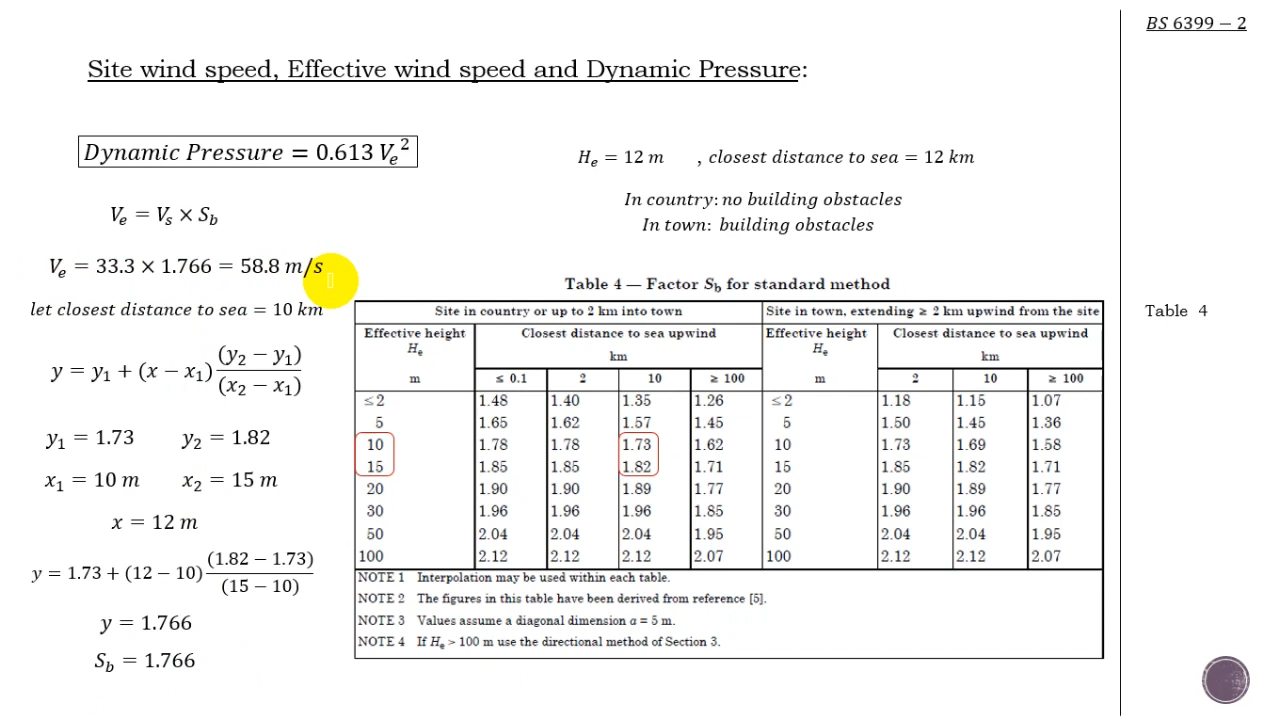 BS 6399 − 2
Site wind speed, Effective wind speed and Dynamic Pressure:
Dynamic Pressure = 0.613 Vₑ²
Vₑ = Vₛ × S_b
Vₑ = 33.3 × 1.766 = 58.8 m/s
let closest distance to sea = 10 km
y = y₁ + (x − x₁) (y₂ − y₁) / (x₂ − x₁)
y₁ = 1.73 y₂ = 1.82
x₁ = 10 m x₂ = 15 m
x = 12 m
y = 1.73 + (12 − 10) (1.82 − 1.73) / (15 − 10)
y = 1.766
S_b = 1.766
Hₑ = 12 m , closest distance to sea = 12 km
In country: no building obstacles
In town: building obstacles
Table 4 — Factor S_b for standard method
Site in country or up to 2 km into town Site in town, extending ≥ 2 km upwind from the site
Effective height Closest distance to sea upwind Effective height Closest distance to sea upwind
Hₑ km Hₑ km
m ≤ 0.1 2 10 ≥ 100 m 2 10 ≥ 100
≤ 2 1.48 1.40 1.35 1.26 ≤ 2 1.18 1.15 1.07
5 1.65 1.62 1.57 1.45 5 1.50 1.45 1.36
10 1.78 1.78 1.73 1.62 10 1.73 1.69 1.58
15 1.85 1.85 1.82 1.71 15 1.85 1.82 1.71
20 1.90 1.90 1.89 1.77 20 1.90 1.89 1.77
30 1.96 1.96 1.96 1.85 30 1.96 1.96 1.85
50 2.04 2.04 2.04 1.95 50 2.04 2.04 1.95
100 2.12 2.12 2.12 2.07 100 2.12 2.12 2.07
NOTE 1 Interpolation may be used within each table.
NOTE 2 The figures in this table have been derived from reference [5].
NOTE 3 Values assume a diagonal dimension a = 5 m.
NOTE 4 If Hₑ > 100 m use the directional method of Section 3.
Table 4